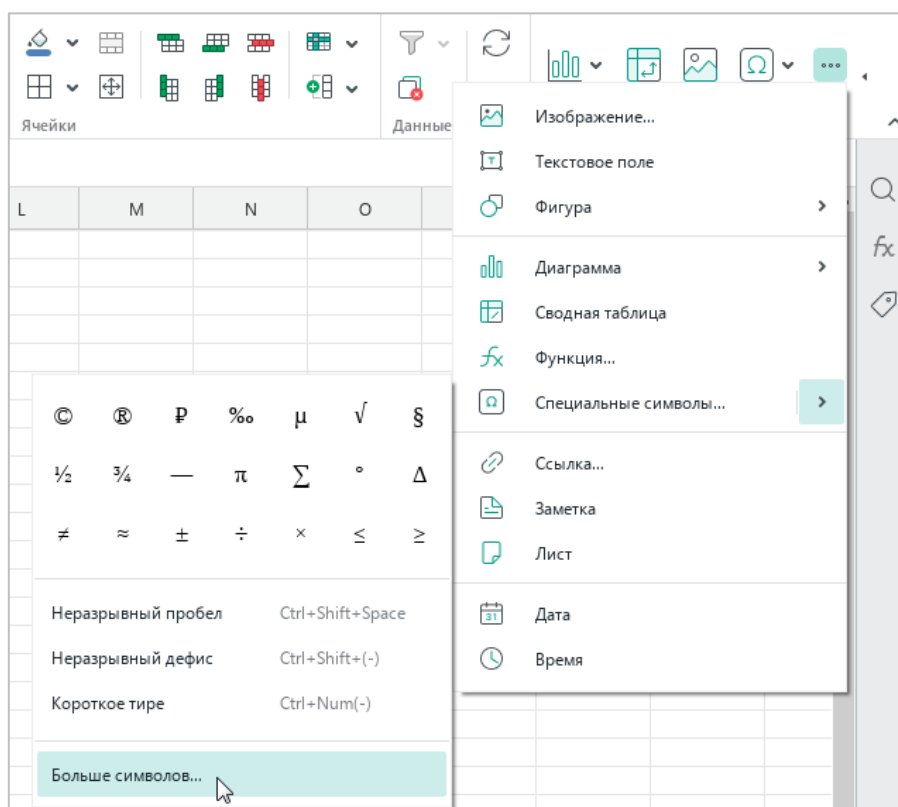 Ячейки
Данные
L M N O
Изображение...
Текстовое поле
Фигура
Диаграмма
Сводная таблица
Функция...
Специальные символы...
Ссылка...
Заметка
Лист
Дата
Время
© ® ₽ ‰ µ √ §
½ ¾ — π ∑ ° Δ
≠ ≈ ± ÷ × ≤ ≥
Неразрывный пробел Ctrl+Shift+Space
Неразрывный дефис Ctrl+Shift+(-)
Короткое тире Ctrl+Num(-)
Больше символов...